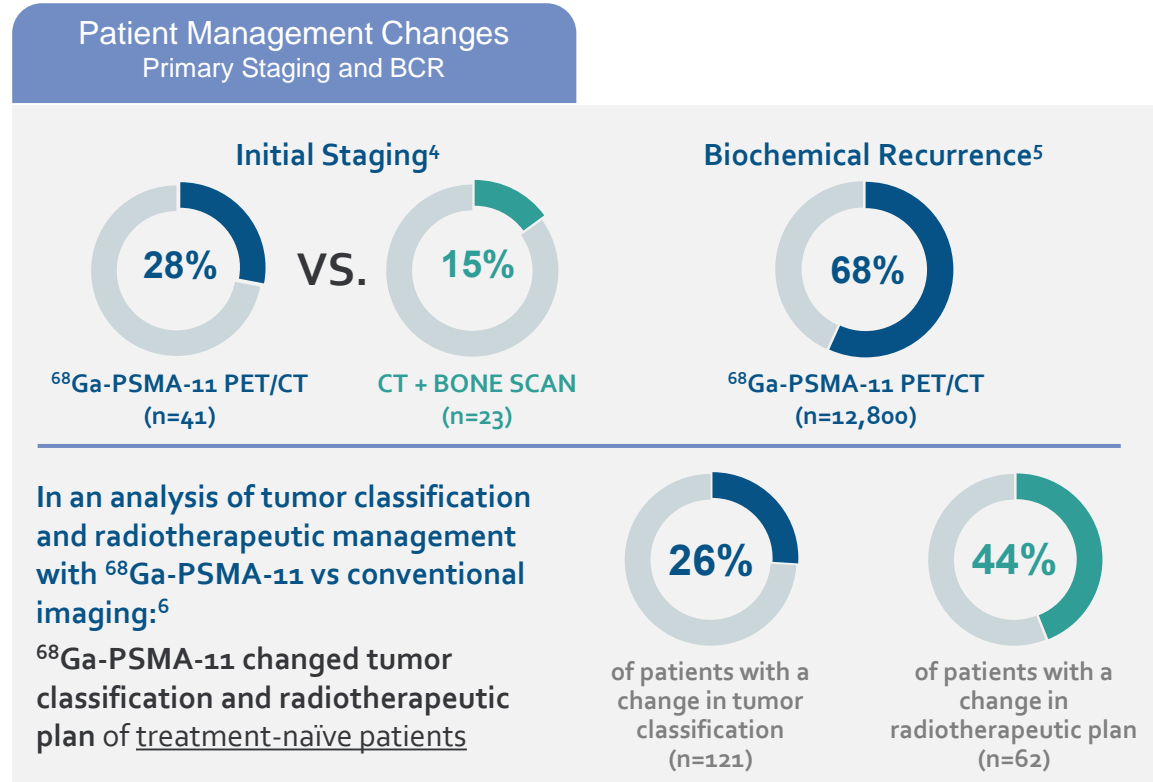 Patient Management Changes
Primary Staging and BCR
Initial Staging⁴
28%
VS.
15%
⁶⁸Ga-PSMA-11 PET/CT
(n=41)
CT + BONE SCAN
(n=23)
Biochemical Recurrence⁵
68%
⁶⁸Ga-PSMA-11 PET/CT
(n=12,800)
In an analysis of tumor classification
and radiotherapeutic management
with ⁶⁸Ga-PSMA-11 vs conventional
imaging:⁶
⁶⁸Ga-PSMA-11 changed tumor
classification and radiotherapeutic
plan of treatment-naïve patients
26%
of patients with a
change in tumor
classification
(n=121)
44%
of patients with a
change in
radiotherapeutic plan
(n=62)